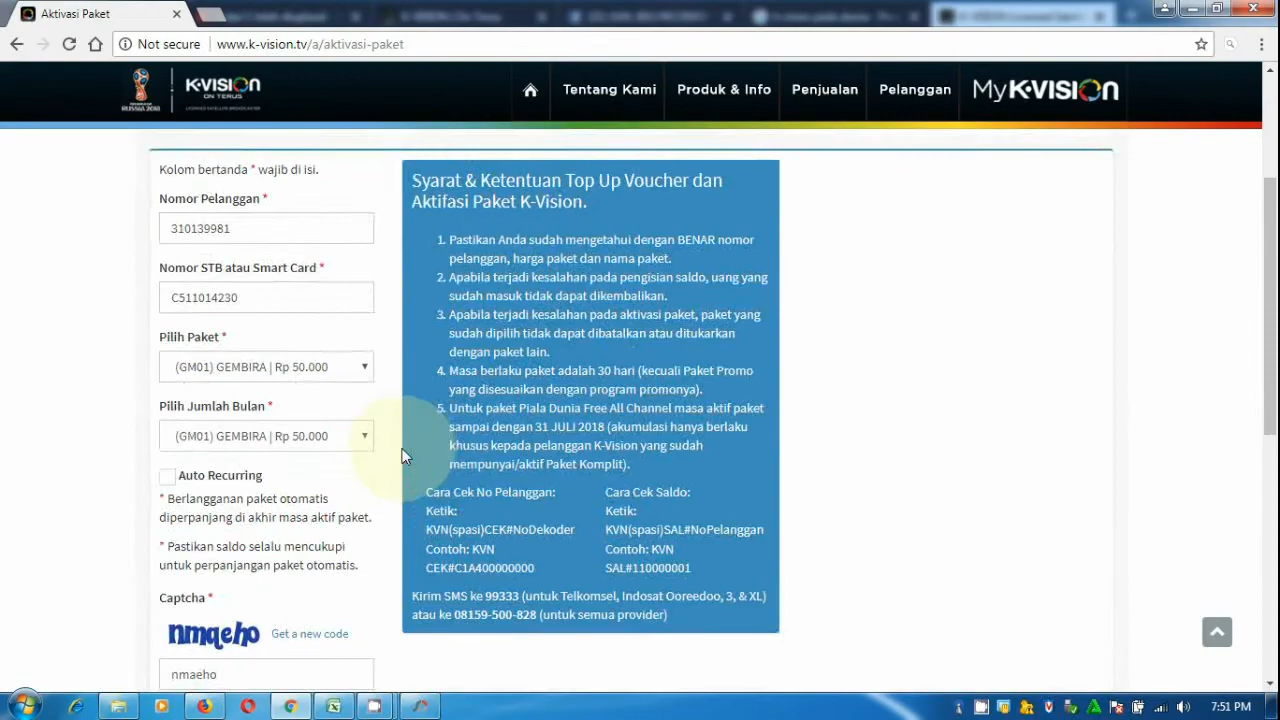 Aktivasi Paket
Not secure
www.k-vision.tv/a/aktivasi-paket
RUSSIA 2018
K-VISION
ON TERUS
LICENSED SATELLITE BROADCASTER
Tentang Kami
Produk & Info
Penjualan
Pelanggan
My K-VISION
Kolom bertanda * wajib di isi.
Nomor Pelanggan *
310139981
Nomor STB atau Smart Card *
C511014230
Pilih Paket *
(GM01) GEMBIRA | Rp 50.000
Pilih Jumlah Bulan *
(GM01) GEMBIRA | Rp 50.000
Auto Recurring
* Berlangganan paket otomatis
diperpanjang di akhir masa aktif paket.
* Pastikan saldo selalu mencukupi
untuk perpanjangan paket otomatis.
Captcha *
nmqeho
Get a new code
nmaeho
Syarat & Ketentuan Top Up Voucher dan
Aktifasi Paket K-Vision.
1. Pastikan Anda sudah mengetahui dengan BENAR nomor
pelanggan, harga paket dan nama paket.
2. Apabila terjadi kesalahan pada pengisian saldo, uang yang
sudah masuk tidak dapat dikembalikan.
3. Apabila terjadi kesalahan pada aktivasi paket, paket yang
sudah dipilih tidak dapat dibatalkan atau ditukarkan
dengan paket lain.
4. Masa berlaku paket adalah 30 hari (kecuali Paket Promo
yang disesuaikan dengan program promonya).
5. Untuk paket Piala Dunia Free All Channel masa aktif paket
sampai dengan 31 JULI 2018 (akumulasi hanya berlaku
khusus kepada pelanggan K-Vision yang sudah
mempunyai/aktif Paket Komplit).
Cara Cek No Pelanggan:
Ketik:
KVN(spasi)CEK#NoDekoder
Contoh: KVN
CEK#C1A400000000
Cara Cek Saldo:
Ketik:
KVN(spasi)SAL#NoPelanggan
Contoh: KVN
SAL#110000001
Kirim SMS ke 99333 (untuk Telkomsel, Indosat Ooredoo, 3, & XL)
atau ke 08159-500-828 (untuk semua provider)
7:51 PM